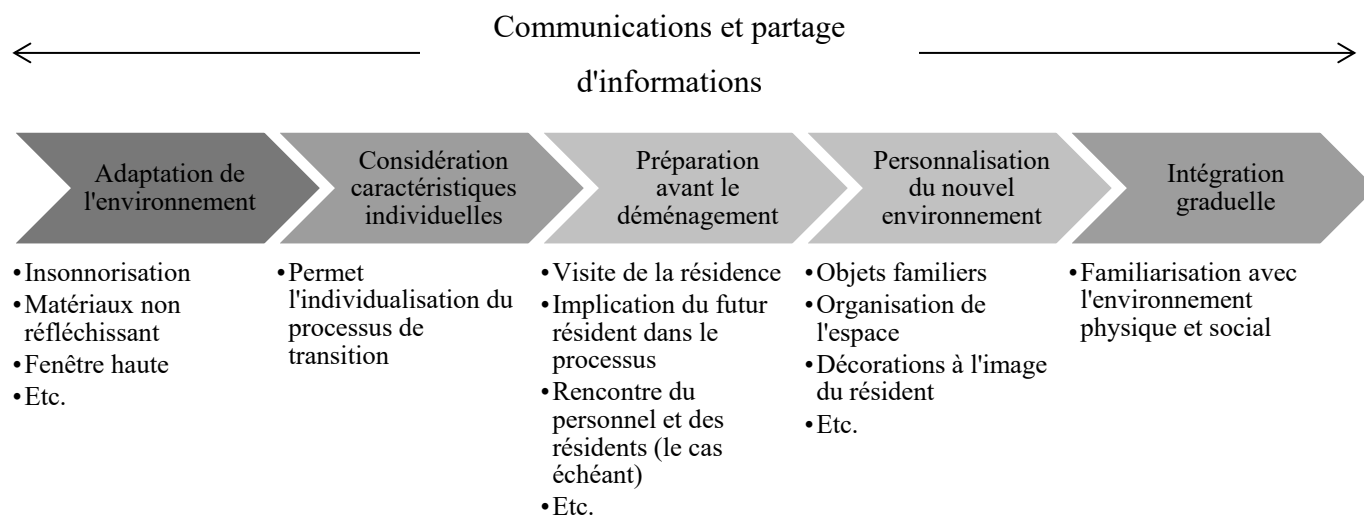 Communications et partage
d'informations
Adaptation de
l'environnement
Considération
caractéristiques
individuelles
Préparation
avant le
déménagement
Personnalisation
du nouvel
environnement
Intégration
graduelle
•Insonnorisation
•Matériaux non
réfléchissant
•Fenêtre haute
•Etc.
•Permet
l'individualisation du
processus de
transition
•Visite de la résidence
•Implication du futur
résident dans le
processus
•Rencontre du
personnel et des
résidents (le cas
échéant)
•Etc.
•Objets familiers
•Organisation de
l'espace
•Décorations à l'image
du résident
•Etc.
•Familiarisation avec
l'environnement
physique et social